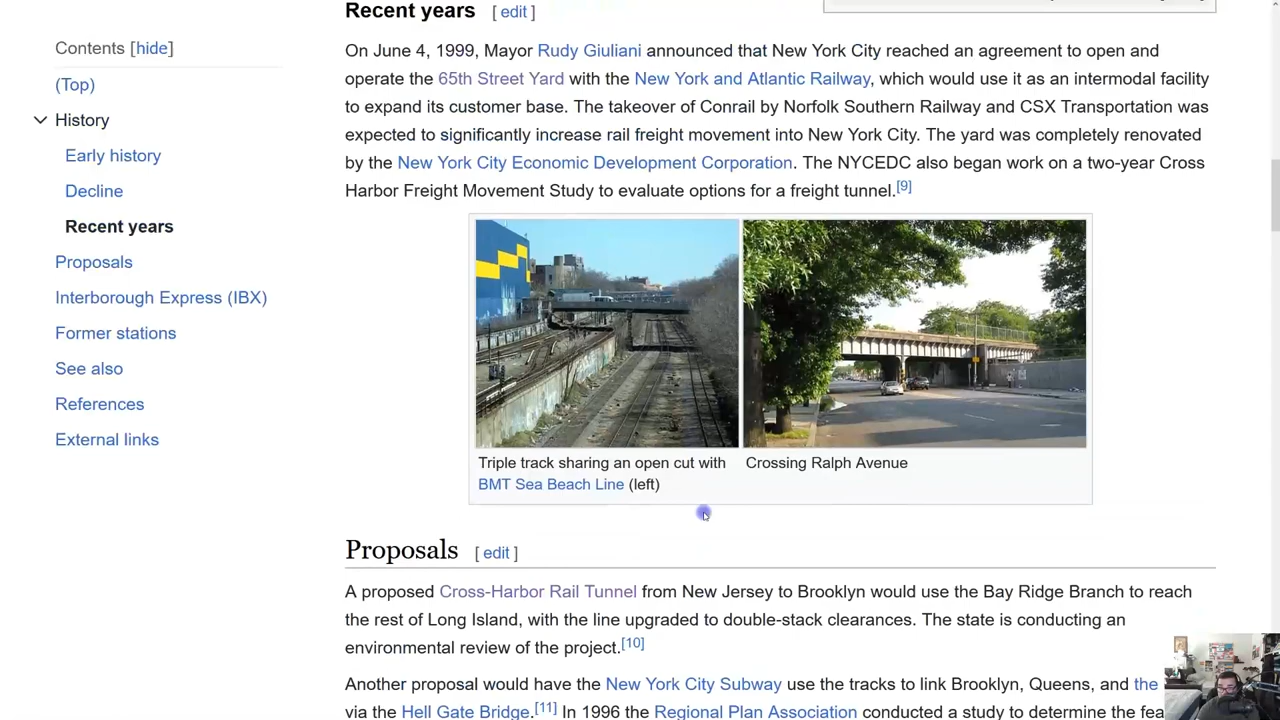 Recent years [ edit ]
Contents [hide]
(Top)
History
Early history
Decline
Recent years
Proposals
Interborough Express (IBX)
Former stations
See also
References
External links
On June 4, 1999, Mayor Rudy Giuliani announced that New York City reached an agreement to open and
operate the 65th Street Yard with the New York and Atlantic Railway, which would use it as an intermodal facility
to expand its customer base. The takeover of Conrail by Norfolk Southern Railway and CSX Transportation was
expected to significantly increase rail freight movement into New York City. The yard was completely renovated
by the New York City Economic Development Corporation. The NYCEDC also began work on a two-year Cross
Harbor Freight Movement Study to evaluate options for a freight tunnel.[9]
Triple track sharing an open cut with
BMT Sea Beach Line (left)
Crossing Ralph Avenue
Proposals [ edit ]
A proposed Cross-Harbor Rail Tunnel from New Jersey to Brooklyn would use the Bay Ridge Branch to reach
the rest of Long Island, with the line upgraded to double-stack clearances. The state is conducting an
environmental review of the project.[10]
Another proposal would have the New York City Subway use the tracks to link Brooklyn, Queens, and the
via the Hell Gate Bridge.[11] In 1996 the Regional Plan Association conducted a study to determine the fea